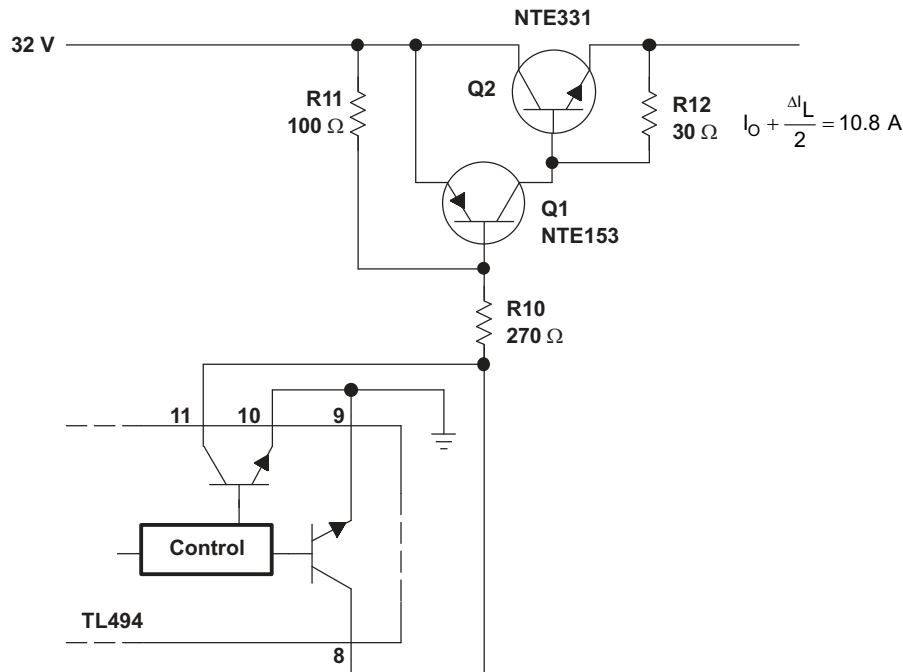 NTE331
32 V
Q2
R11
100 Ω
R12
30 Ω
I_O + ΔI_L/2 = 10.8 A
Q1
NTE153
R10
270 Ω
11
10
9
Control
TL494
8